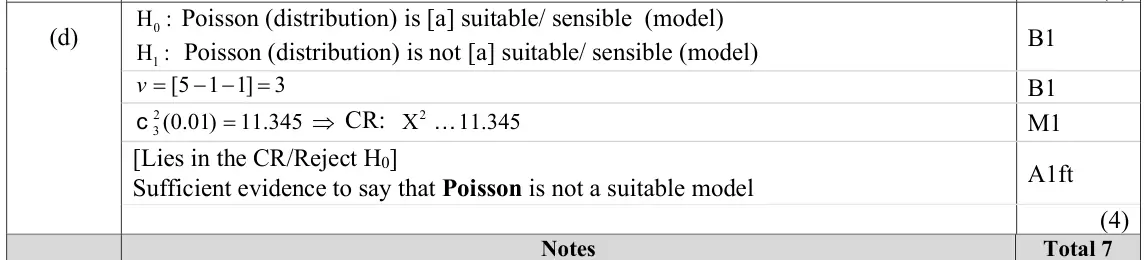 (d)
H₀ : Poisson (distribution) is [a] suitable/ sensible (model)
H₁ : Poisson (distribution) is not [a] suitable/ sensible (model)
B1
v = [5 − 1 − 1] = 3
B1
c ²₃ (0.01) = 11.345 ⇒ CR: X² … 11.345
M1
[Lies in the CR/Reject H₀]
Sufficient evidence to say that Poisson is not a suitable model
A1ft
(4)
Notes Total 7